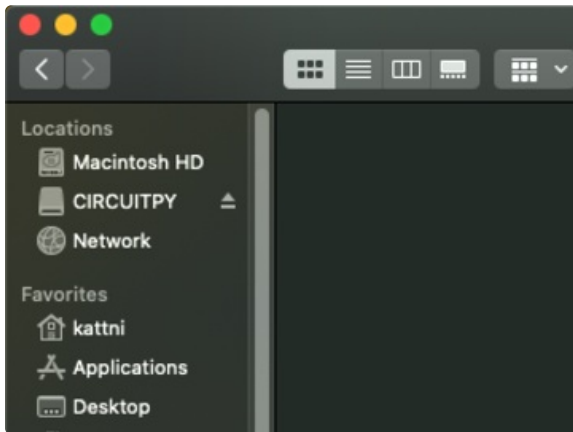 Locations
Macintosh HD
CIRCUITPY
Network
Favorites
kattni
Applications
Desktop